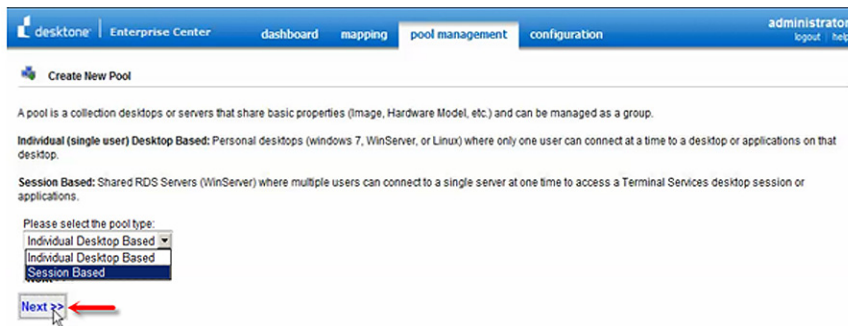 desktone Enterprise Center dashboard mapping pool management configuration administrator
logout | help
Create New Pool
A pool is a collection desktops or servers that share basic properties (Image, Hardware Model, etc.) and can be managed as a group.
Individual (single user) Desktop Based: Personal desktops (windows 7, WinServer, or Linux) where only one user can connect at a time to a desktop or applications on that
desktop.
Session Based: Shared RDS Servers (WinServer) where multiple users can connect to a single server at one time to access a Terminal Services desktop session or
applications.
Please select the pool type:
Individual Desktop Based
Individual Desktop Based
Session Based
Next >>